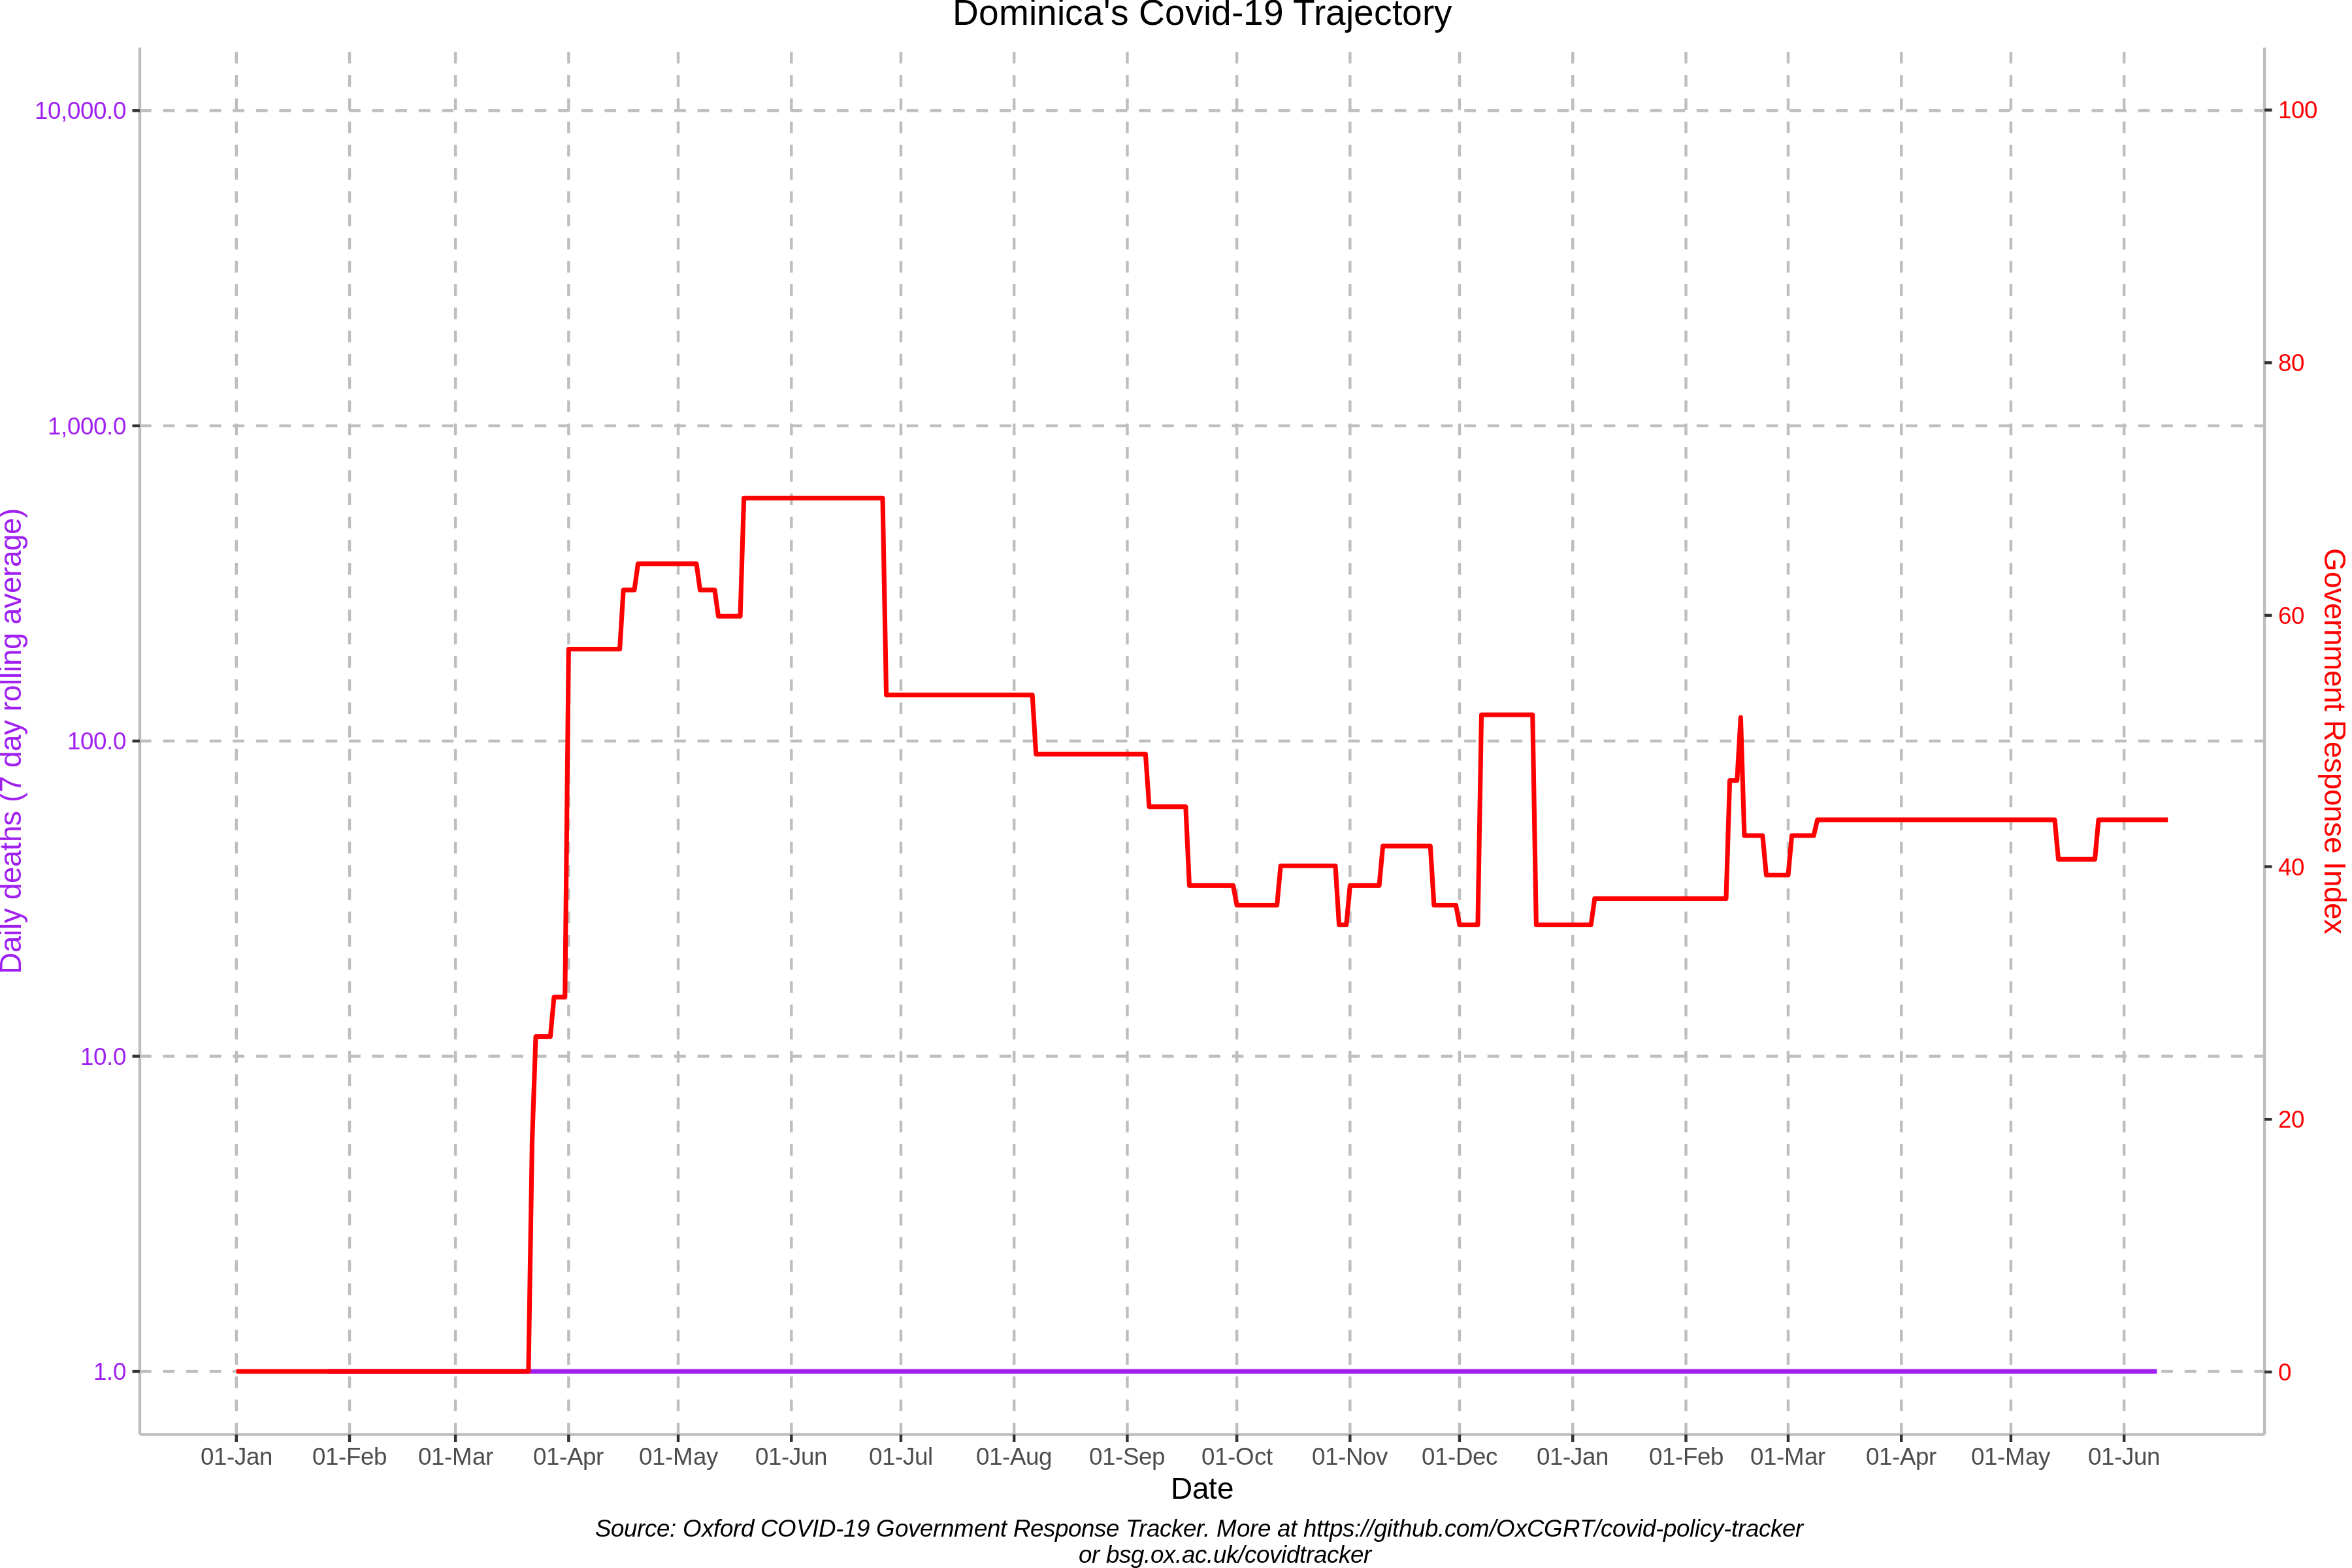 Dominica's Covid-19 Trajectory
10,000.0
1,000.0
100.0
10.0
1.0
Daily deaths (7 day rolling average)
100
80
60
40
20
0
Government Response Index
01-Jan 01-Feb 01-Mar 01-Apr 01-May 01-Jun 01-Jul 01-Aug 01-Sep 01-Oct 01-Nov 01-Dec 01-Jan 01-Feb 01-Mar 01-Apr 01-May 01-Jun
Date
Source: Oxford COVID-19 Government Response Tracker. More at https://github.com/OxCGRT/covid-policy-tracker
or bsg.ox.ac.uk/covidtracker